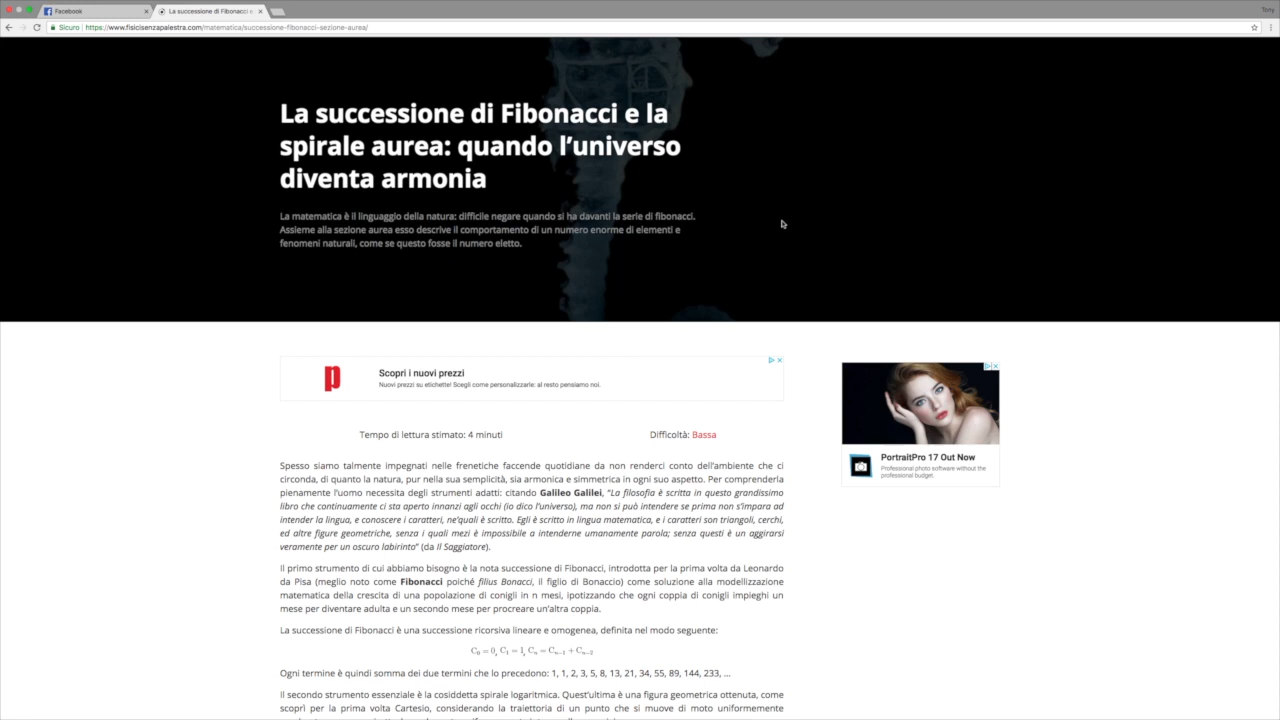 Facebook
La successione di Fibonacci e
Tony
Sicuro
https://www.fisicisenzapalestra.com/matematica/successione-fibonacci-sezione-aurea/
La successione di Fibonacci e la
spirale aurea: quando l'universo
diventa armonia
La matematica è il linguaggio della natura: difficile negare quando si ha davanti la serie di fibonacci.
Assieme alla sezione aurea esso descrive il comportamento di un numero enorme di elementi e
fenomeni naturali, come se questo fosse il numero eletto.
Scopri i nuovi prezzi
Nuovi prezzi su etichette! Scegli come personalizzarle: al resto pensiamo noi.
Tempo di lettura stimato: 4 minuti
Difficoltà: Bassa
PortraitPro 17 Out Now
Professional photo software without the
professional budget.
Spesso siamo talmente impegnati nelle frenetiche faccende quotidiane da non renderci conto dell'ambiente che ci
circonda, di quanto la natura, pur nella sua semplicità, sia armonica e simmetrica in ogni suo aspetto. Per comprenderla
pienamente l'uomo necessita degli strumenti adatti: citando Galileo Galilei, "La filosofia è scritta in questo grandissimo
libro che continuamente ci sta aperto innanzi agli occhi (io dico l'universo), ma non si può intendere se prima non s'impara ad
intender la lingua, e conoscere i caratteri, ne'quali è scritto. Egli è scritto in lingua matematica, e i caratteri son triangoli, cerchi,
ed altre figure geometriche, senza i quali mezi è impossibile a intenderne umanamente parola; senza questi è un aggirarsi
veramente per un oscuro labirinto" (da Il Saggiatore).
Il primo strumento di cui abbiamo bisogno è la nota successione di Fibonacci, introdotta per la prima volta da Leonardo
da Pisa (meglio noto come Fibonacci poiché filius Bonacci, il figlio di Bonaccio) come soluzione alla modellizzazione
matematica della crescita di una popolazione di conigli in n mesi, ipotizzando che ogni coppia di conigli impieghi un
mese per diventare adulta e un secondo mese per procreare un'altra coppia.
La successione di Fibonacci è una successione ricorsiva lineare e omogenea, definita nel modo seguente:
C₀ = 0, C₁ = 1, Cₙ = Cₙ₋₁ + Cₙ₋₂
Ogni termine è quindi somma dei due termini che lo precedono: 1, 1, 2, 3, 5, 8, 13, 21, 34, 55, 89, 144, 233, ...
Il secondo strumento essenziale è la cosiddetta spirale logaritmica. Quest'ultima è una figura geometrica ottenuta, come
scoprì per la prima volta Cartesio, considerando la traiettoria di un punto che si muove di moto uniformemente